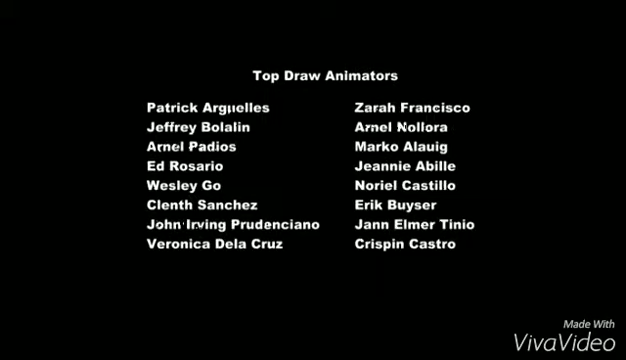 Top Draw Animators
Patrick Arguelles
Jeffrey Bolalin
Arnel Padios
Ed Rosario
Wesley Go
Clenth Sanchez
John Irving Prudenciano
Veronica Dela Cruz
Zarah Francisco
Arnel Nollora
Marko Alauig
Jeannie Abille
Noriel Castillo
Erik Buyser
Jann Elmer Tinio
Crispin Castro
Made With
VivaVideo